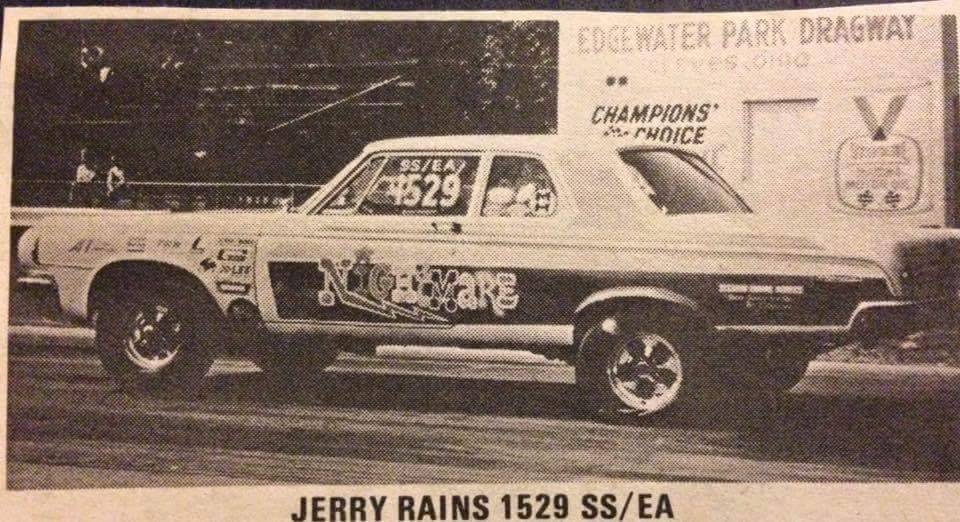 EDGEWATER PARK DRAGWAY
CHAMPIONS'
CHOICE
SS/EA
1529
NIGHTMARE
JERRY RAINS 1529 SS/EA